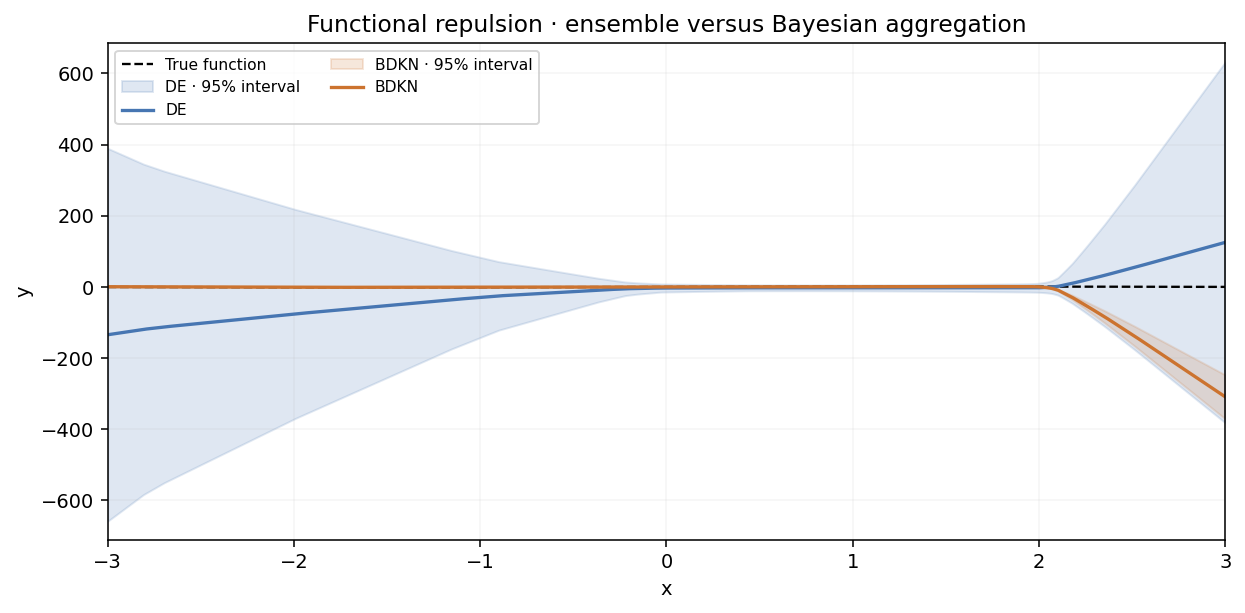 Functional repulsion · ensemble versus Bayesian aggregation
True function
DE · 95% interval
DE
BDKN · 95% interval
BDKN
y
600
400
200
0
−200
−400
−600
−3
−2
−1
0
1
2
3
x